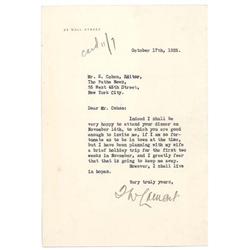 23 WALL STREET
October 17th, 1925.
Mr. E. Cohen, Editor,
The Pathe News,
35 West 45th Street,
New York City.
Dear Mr. Cohen:
Indeed I shall be
very happy to attend your dinner on
November 14th, to which you are good
enough to invite me, if I am so for-
tunate as to be in town at the time,
but I have been planning with my wife
a brief holiday trip for the first two
weeks in November, and I greatly fear
that that is going to keep me away.
However, I shall live
in hopes.
Very truly yours,
T W Lamont